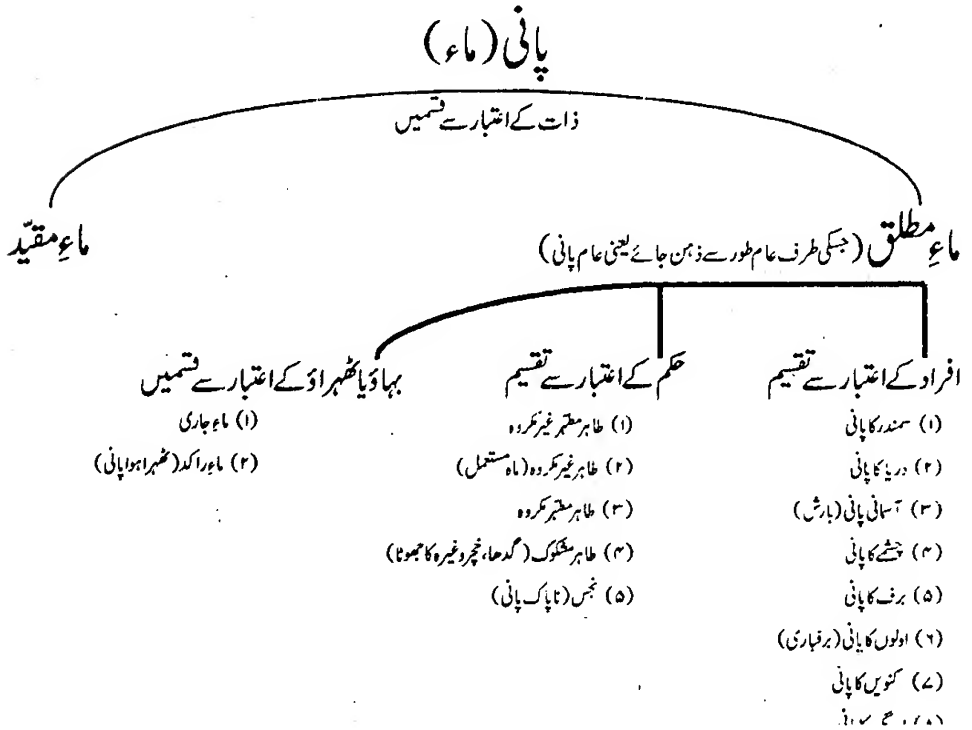 پانی (ماء)
ذات کے اعتبار سے قسمیں
ماءِ مطلق (جسکی طرف عام طور سے ذہن جائے یعنی عام پانی)
ماءِ مقیّد
افراد کے اعتبار سے تقسیم
(۱) سمندر کا پانی
(۲) دریا کا پانی
(۳) آسمانی پانی (بارش)
(۴) چشمے کا پانی
(۵) برف کا پانی
(۶) اولوں کا پانی (برفباری)
(۷) کنویں کا پانی
(۸)
حکم کے اعتبار سے تقسیم
(۱) طاہر مطہر غیر مکروہ
(۲) طاہر غیر مکروہ (ماء مستعمل)
(۳) طاہر مطہر مکروہ
(۴) طاہر مشکوک (گدھا، خچر وغیرہ کا جھوٹا)
(۵) نجس (ناپاک پانی)
بہاؤ یا ٹھہراؤ کے اعتبار سے قسمیں
(۱) ماءِ جاری
(۲) ماءِ راکد (ٹھہرا ہوا پانی)